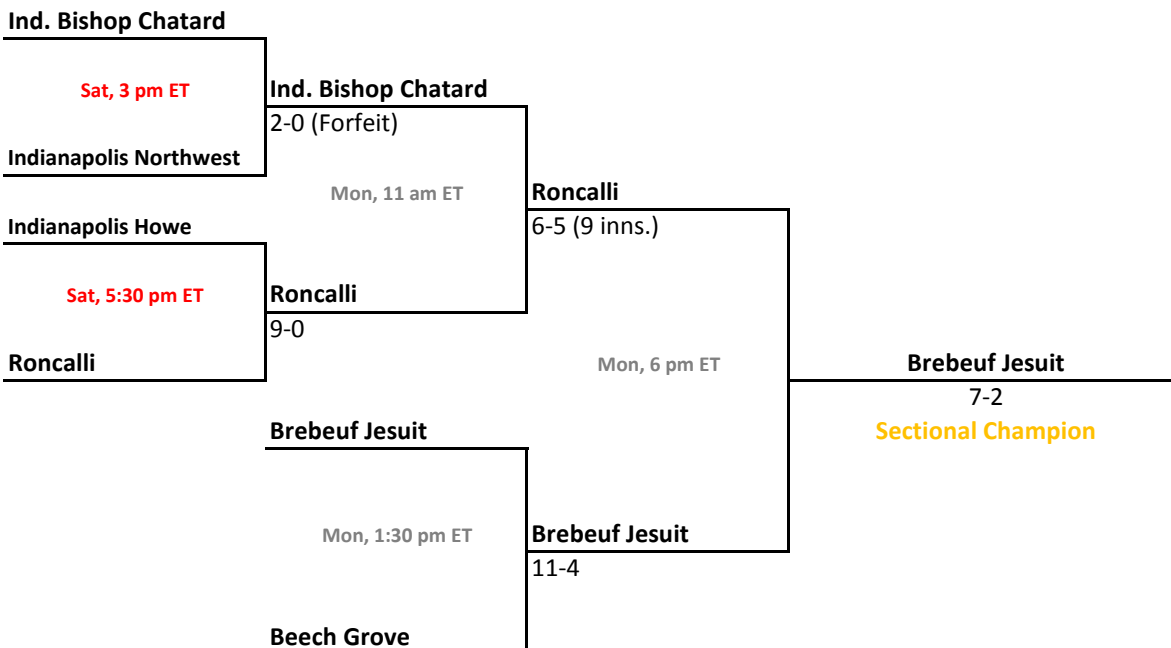 Ind. Bishop Chatard
Sat, 3 pm ET
Ind. Bishop Chatard
2-0 (Forfeit)
Indianapolis Northwest
Mon, 11 am ET
Roncalli
Indianapolis Howe
6-5 (9 inns.)
Sat, 5:30 pm ET
Roncalli
9-0
Roncalli
Mon, 6 pm ET
Brebeuf Jesuit
7-2
Brebeuf Jesuit
Sectional Champion
Mon, 1:30 pm ET
Brebeuf Jesuit
11-4
Beech Grove